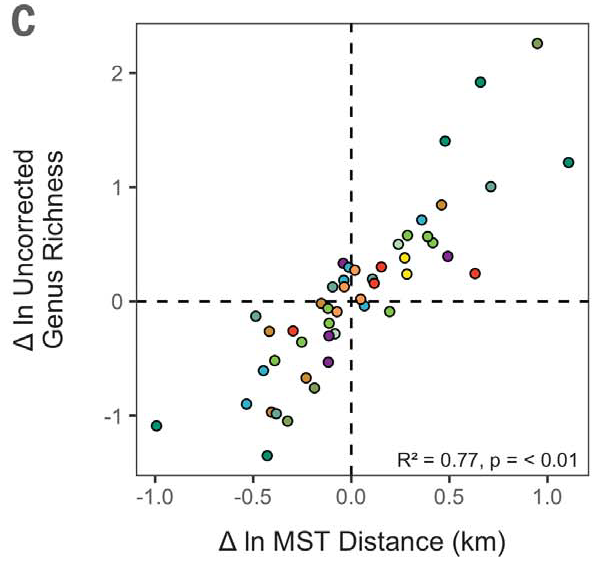 C
Δ ln Uncorrected
Genus Richness
2
1
0
-1
-1.0 -0.5 0.0 0.5 1.0
R² = 0.77, p = < 0.01
Δ ln MST Distance (km)